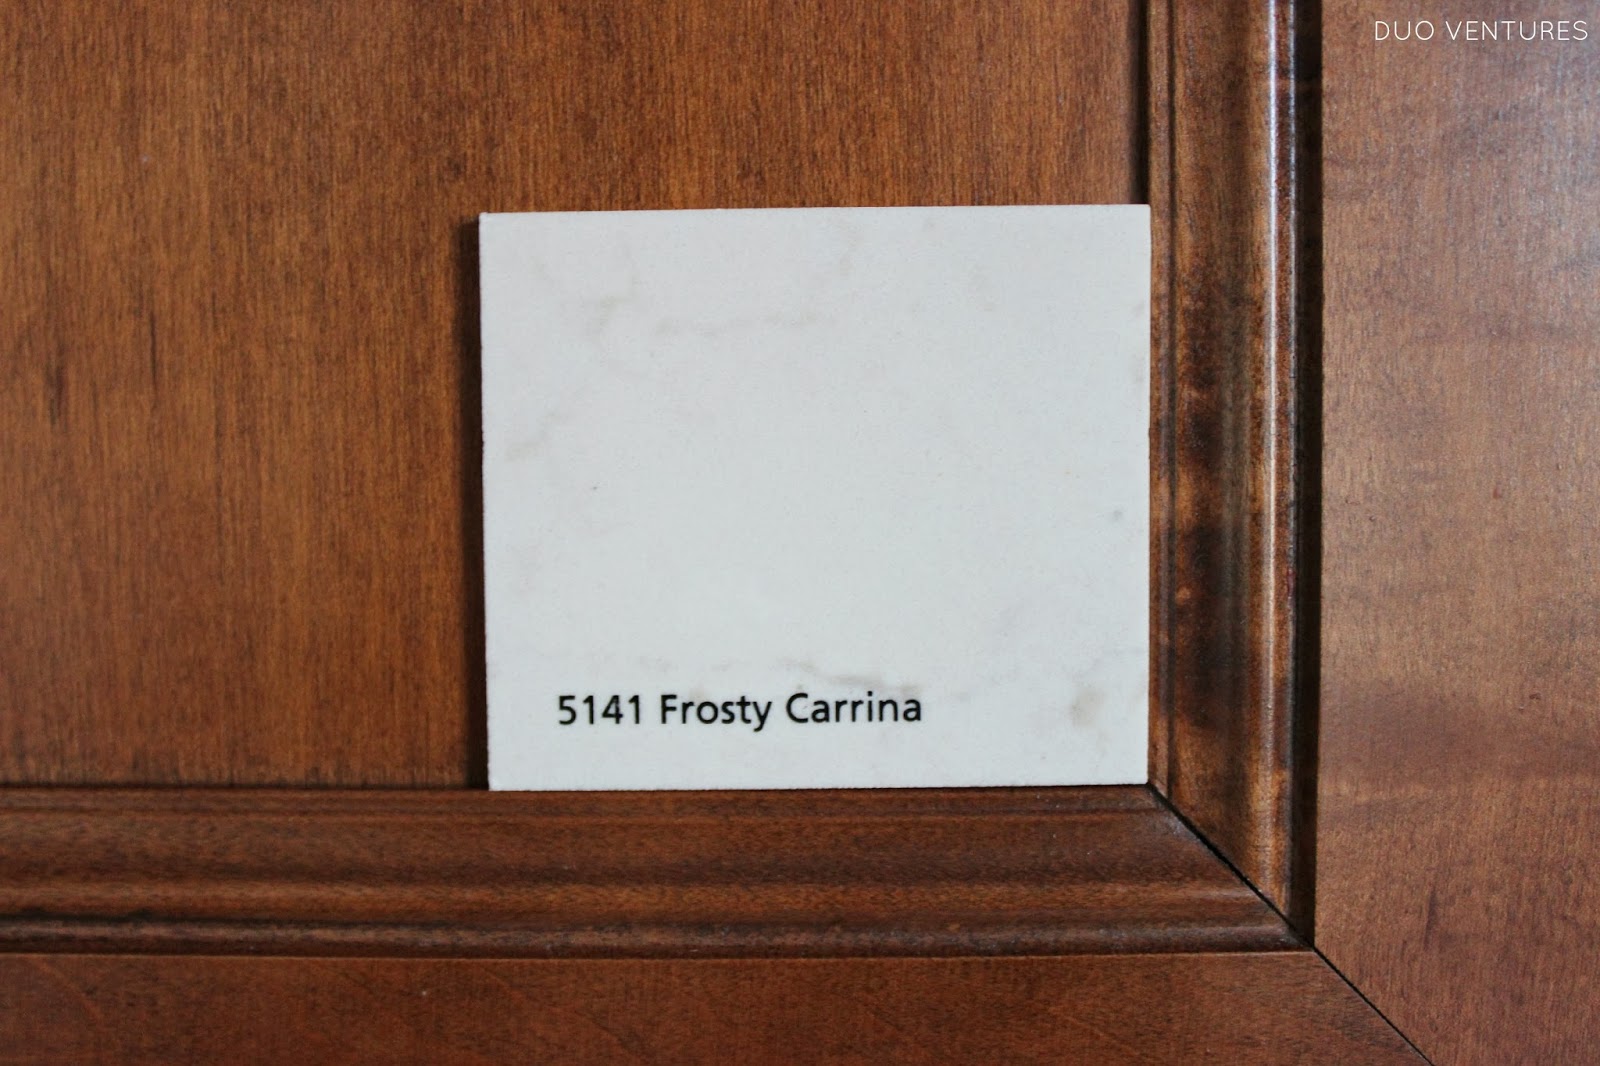 DUO VENTURES
5141 Frosty Carrina